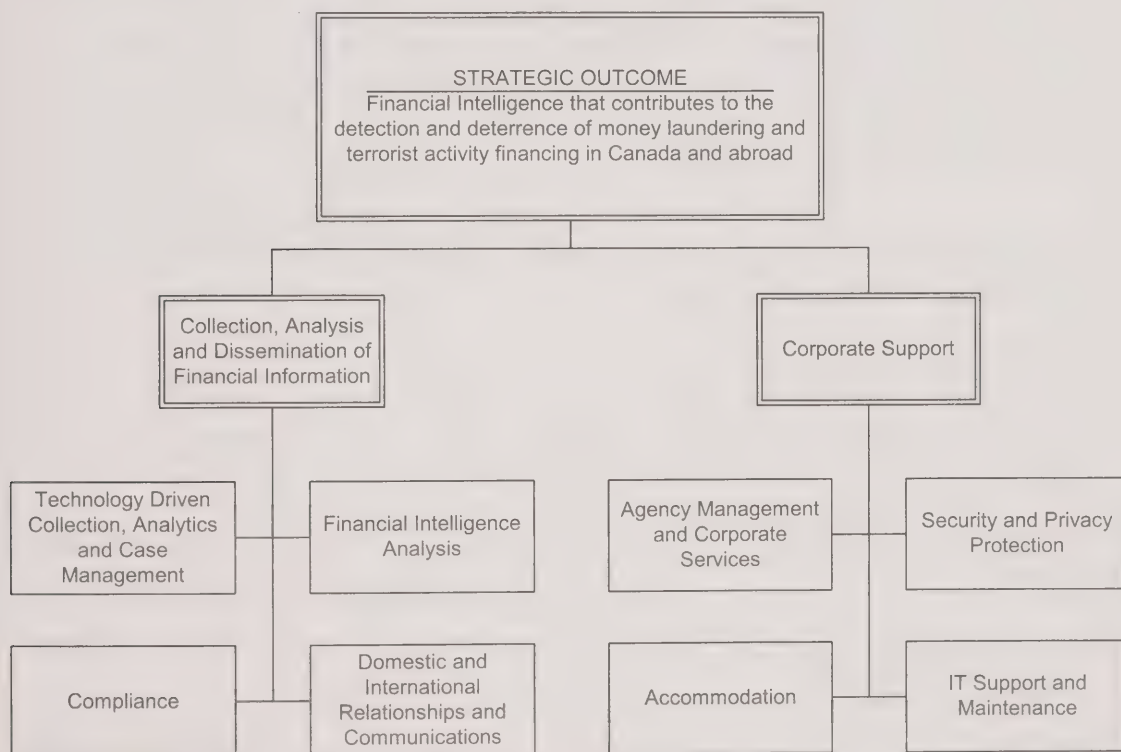 STRATEGIC OUTCOME
Financial Intelligence that contributes to the
detection and deterrence of money laundering and
terrorist activity financing in Canada and abroad
Collection, Analysis
and Dissemination of
Financial Information
Corporate Support
Technology Driven
Collection, Analytics
and Case
Management
Financial Intelligence
Analysis
Agency Management
and Corporate
Services
Security and Privacy
Protection
Compliance
Domestic and
International
Relationships and
Communications
Accommodation
IT Support and
Maintenance